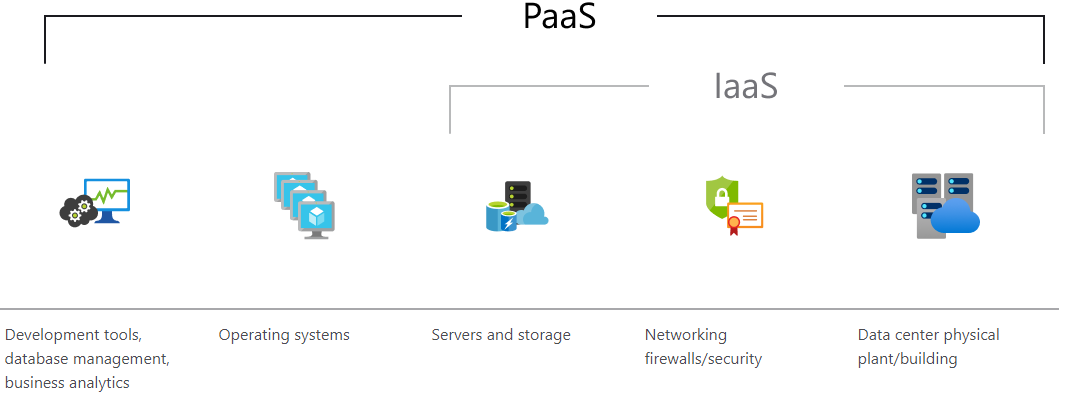 PaaS
IaaS
Development tools,
database management,
business analytics
Operating systems
Servers and storage
Networking
firewalls/security
Data center physical
plant/building